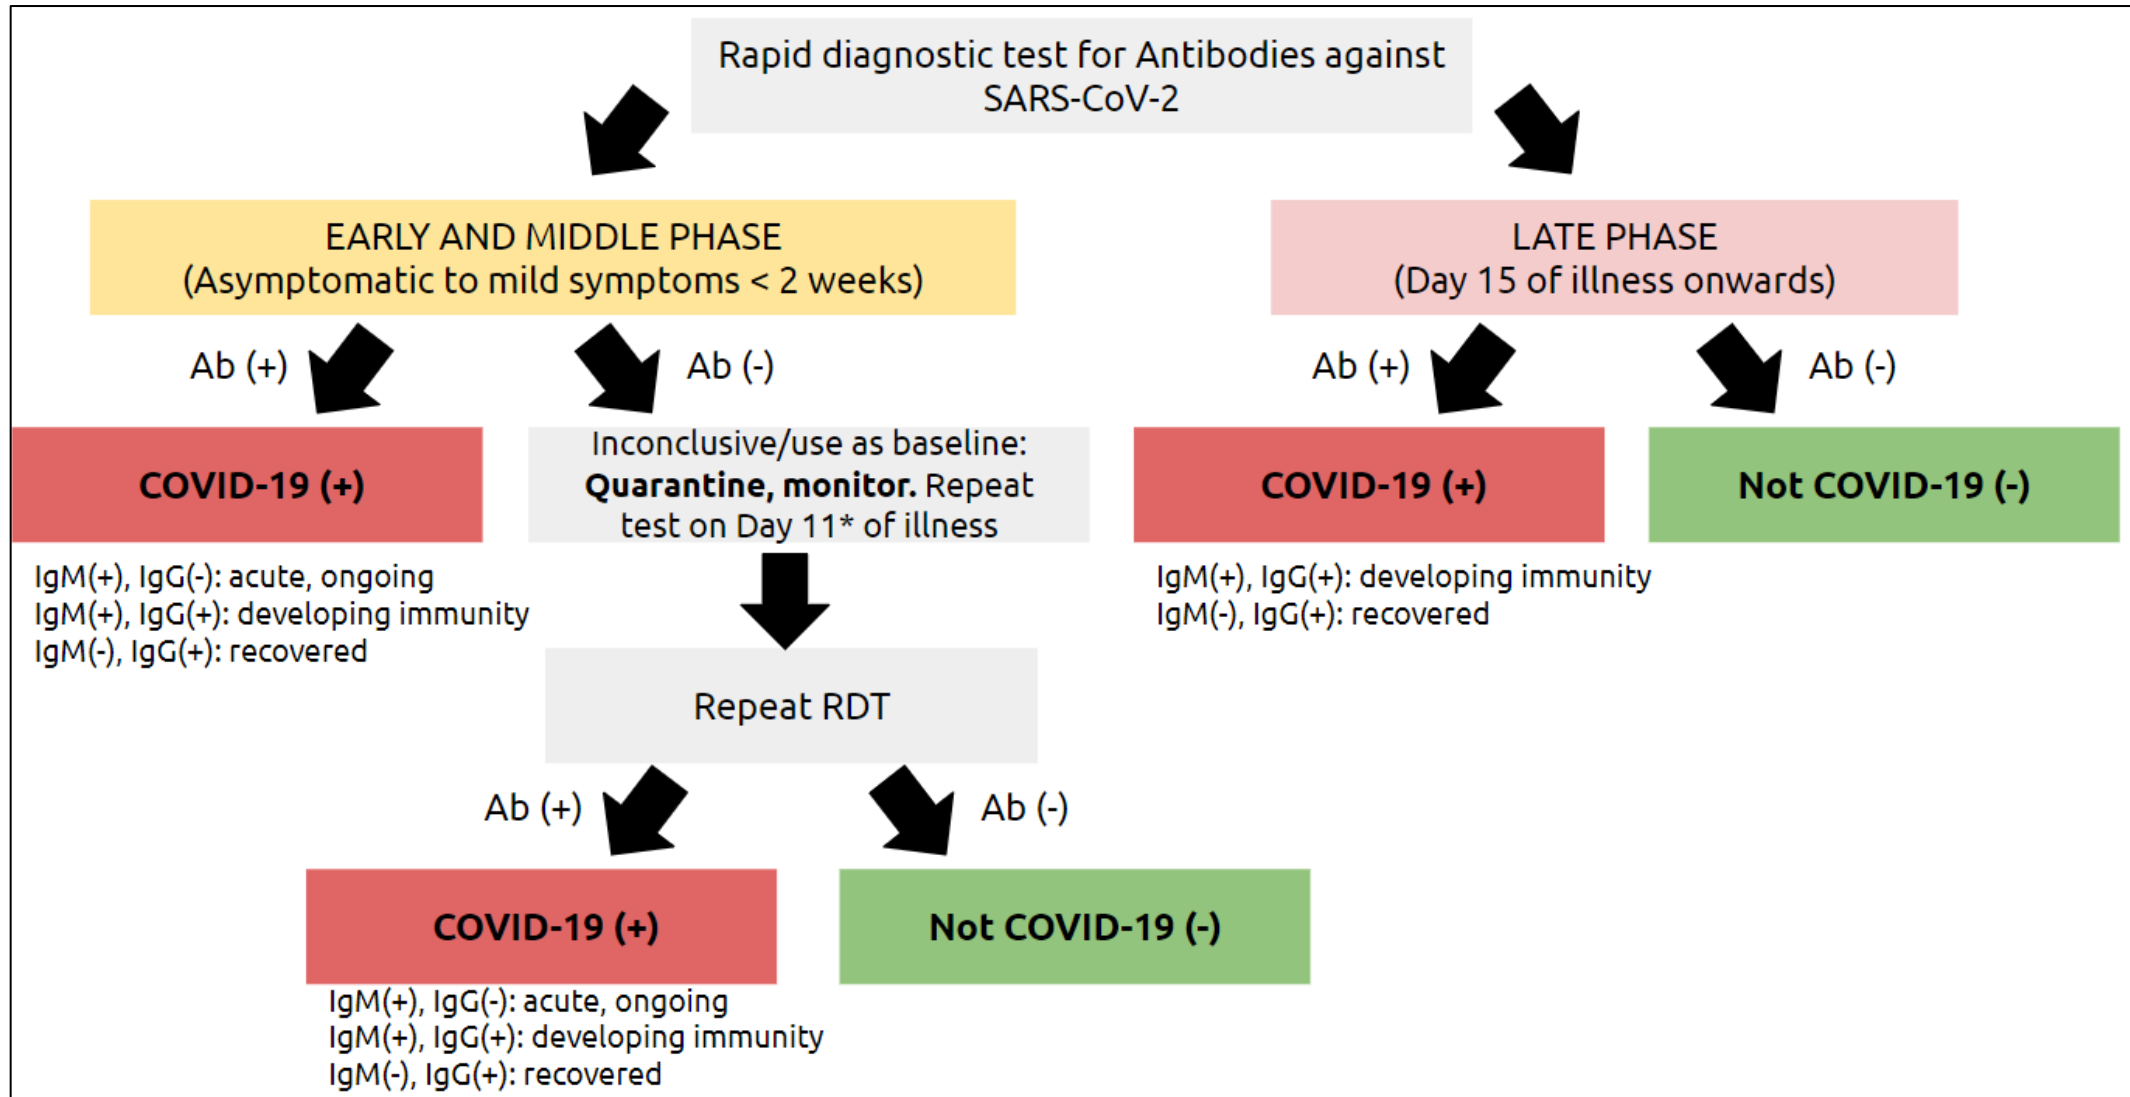 Rapid diagnostic test for Antibodies against
SARS-CoV-2
EARLY AND MIDDLE PHASE
(Asymptomatic to mild symptoms < 2 weeks)
LATE PHASE
(Day 15 of illness onwards)
Ab (+)
Ab (-)
Ab (+)
Ab (-)
COVID-19 (+)
Inconclusive/use as baseline:
Quarantine, monitor. Repeat
test on Day 11* of illness
COVID-19 (+)
Not COVID-19 (-)
IgM(+), IgG(-): acute, ongoing
IgM(+), IgG(+): developing immunity
IgM(-), IgG(+): recovered
IgM(+), IgG(+): developing immunity
IgM(-), IgG(+): recovered
Repeat RDT
Ab (+)
Ab (-)
COVID-19 (+)
Not COVID-19 (-)
IgM(+), IgG(-): acute, ongoing
IgM(+), IgG(+): developing immunity
IgM(-), IgG(+): recovered